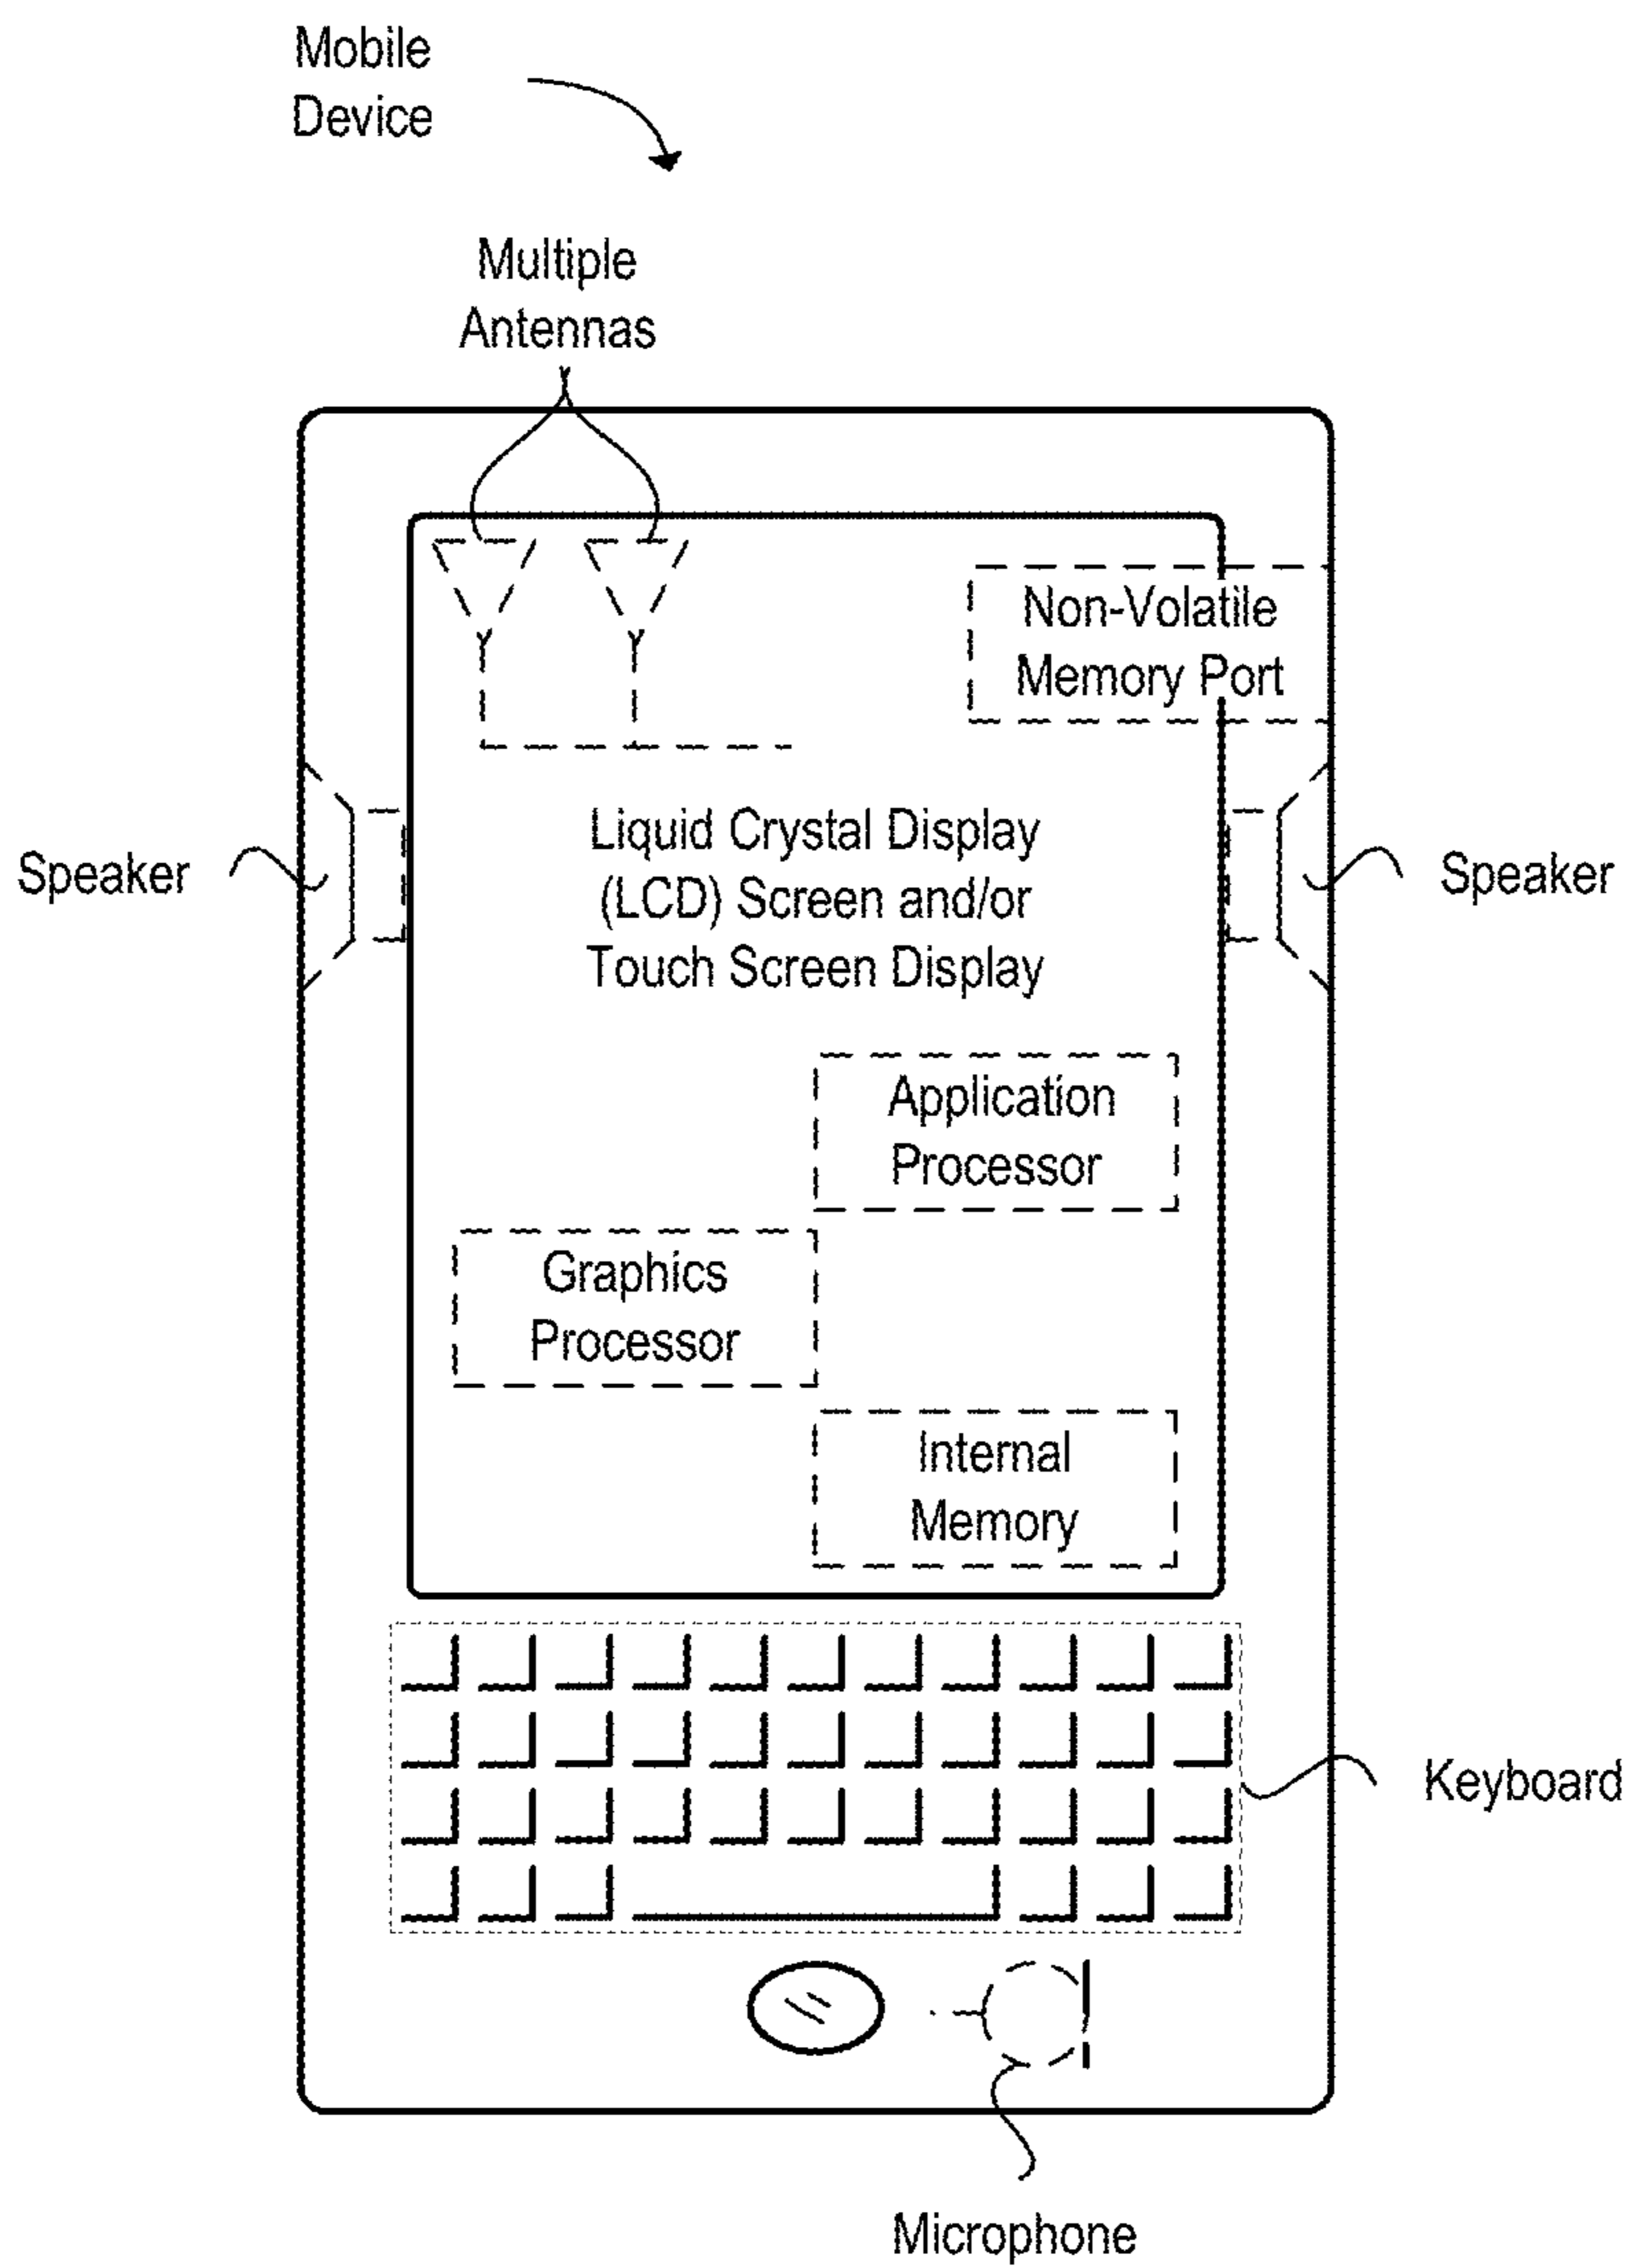 Mobile
Device
Multiple
Antennas
Non-Volatile
Memory Port
Liquid Crystal Display
(LCD) Screen and/or
Touch Screen Display
Speaker
Speaker
Application
Processor
Graphics
Processor
Internal
Memory
Keyboard
Microphone